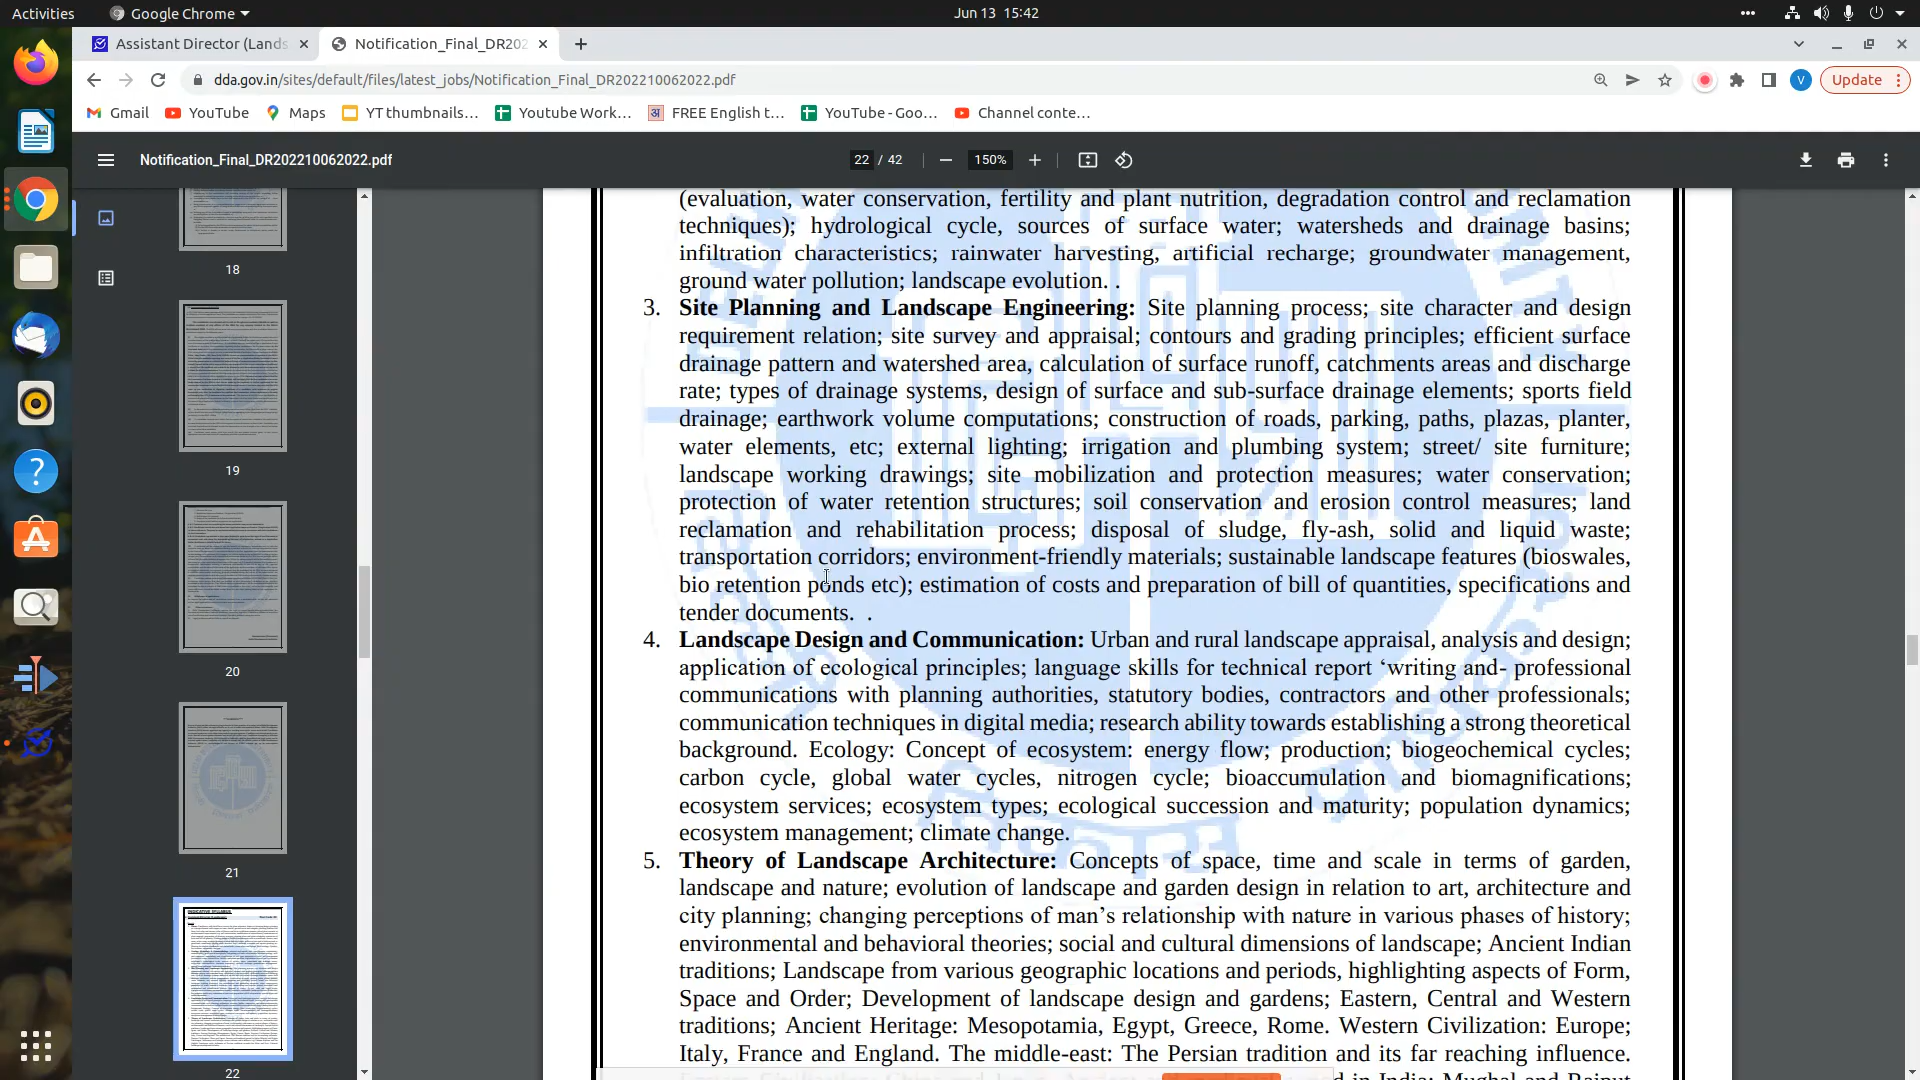 Activities
Google Chrome
Jun 13 15:42
Assistant Director (Lands
Notification_Final_DR202
dda.gov.in/sites/default/files/latest_jobs/Notification_Final_DR202210062022.pdf
V
Update
Gmail
YouTube
Maps
YT thumbnails...
Youtube Work...
FREE English t...
YouTube - Goo...
Channel conte...
Notification_Final_DR202210062022.pdf
22 / 42
150%
18
19
20
21
22
(evaluation, water conservation, fertility and plant nutrition, degradation control and reclamation
techniques); hydrological cycle, sources of surface water; watersheds and drainage basins;
infiltration characteristics; rainwater harvesting, artificial recharge; groundwater management,
ground water pollution; landscape evolution. .
3. Site Planning and Landscape Engineering: Site planning process; site character and design
requirement relation; site survey and appraisal; contours and grading principles; efficient surface
drainage pattern and watershed area, calculation of surface runoff, catchments areas and discharge
rate; types of drainage systems, design of surface and sub-surface drainage elements; sports field
drainage; earthwork volume computations; construction of roads, parking, paths, plazas, planter,
water elements, etc; external lighting; irrigation and plumbing system; street/ site furniture;
landscape working drawings; site mobilization and protection measures; water conservation;
protection of water retention structures; soil conservation and erosion control measures; land
reclamation and rehabilitation process; disposal of sludge, fly-ash, solid and liquid waste;
transportation corridors; environment-friendly materials; sustainable landscape features (bioswales,
bio retention ponds etc); estimation of costs and preparation of bill of quantities, specifications and
tender documents. .
4. Landscape Design and Communication: Urban and rural landscape appraisal, analysis and design;
application of ecological principles; language skills for technical report ‘writing and- professional
communications with planning authorities, statutory bodies, contractors and other professionals;
communication techniques in digital media; research ability towards establishing a strong theoretical
background. Ecology: Concept of ecosystem: energy flow; production; biogeochemical cycles;
carbon cycle, global water cycles, nitrogen cycle; bioaccumulation and biomagnifications;
ecosystem services; ecosystem types; ecological succession and maturity; population dynamics;
ecosystem management; climate change.
5. Theory of Landscape Architecture: Concepts of space, time and scale in terms of garden,
landscape and nature; evolution of landscape and garden design in relation to art, architecture and
city planning; changing perceptions of man’s relationship with nature in various phases of history;
environmental and behavioral theories; social and cultural dimensions of landscape; Ancient Indian
traditions; Landscape from various geographic locations and periods, highlighting aspects of Form,
Space and Order; Development of landscape design and gardens; Eastern, Central and Western
traditions; Ancient Heritage: Mesopotamia, Egypt, Greece, Rome. Western Civilization: Europe;
Italy, France and England. The middle-east: The Persian tradition and its far reaching influence.